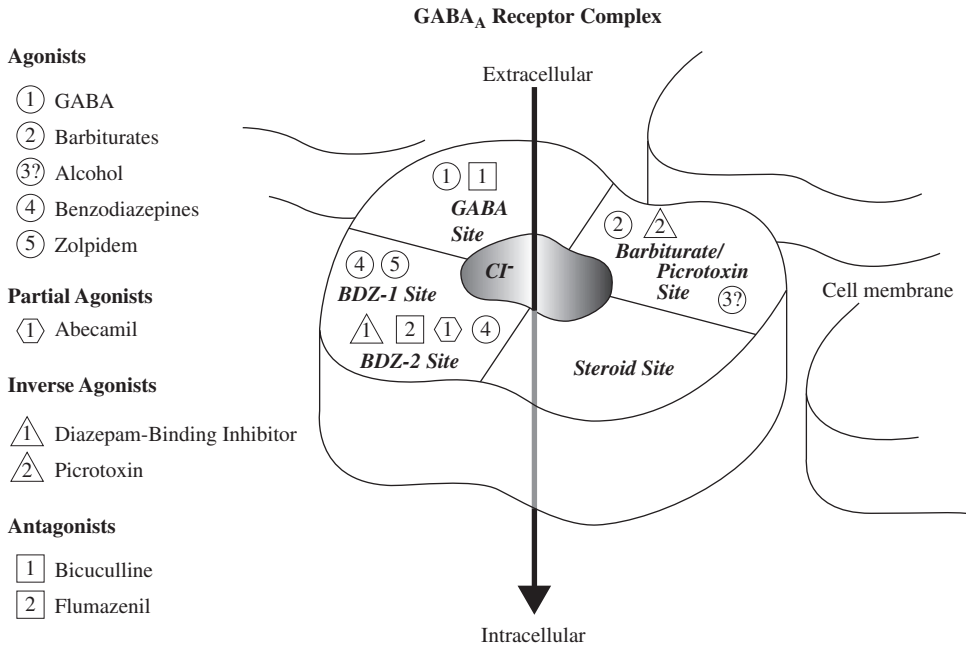 GABA_A Receptor Complex
Agonists
1 GABA
2 Barbiturates
3? Alcohol
4 Benzodiazepines
5 Zolpidem
Partial Agonists
1 Abecamil
Inverse Agonists
1 Diazepam-Binding Inhibitor
2 Picrotoxin
Antagonists
1 Bicuculline
2 Flumazenil
Extracellular
1 1
GABA
Site
2 2
Barbiturate/
Picrotoxin
Site
3?
Cl-
4 5
BDZ-1 Site
1 2 1 4
BDZ-2 Site
Steroid Site
Cell membrane
Intracellular